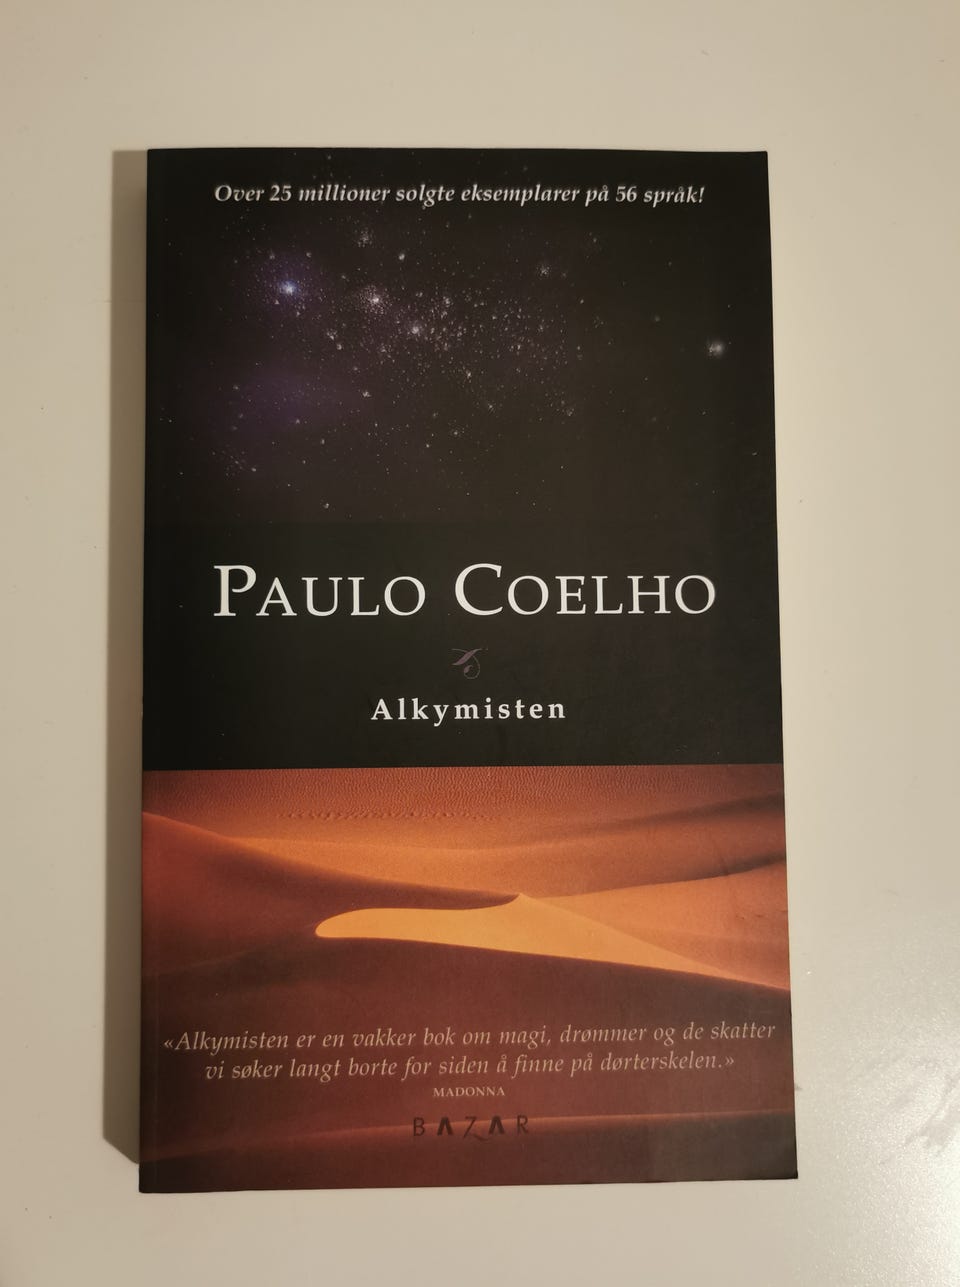 Over 25 millioner solgte eksemplarer på 56 språk!
PAULO COELHO
Alkymisten
«Alkymisten er en vakker bok om magi, drømmer og de skatter
vi søker langt borte for siden å finne på dørterskelen.»
MADONNA
BAZAR